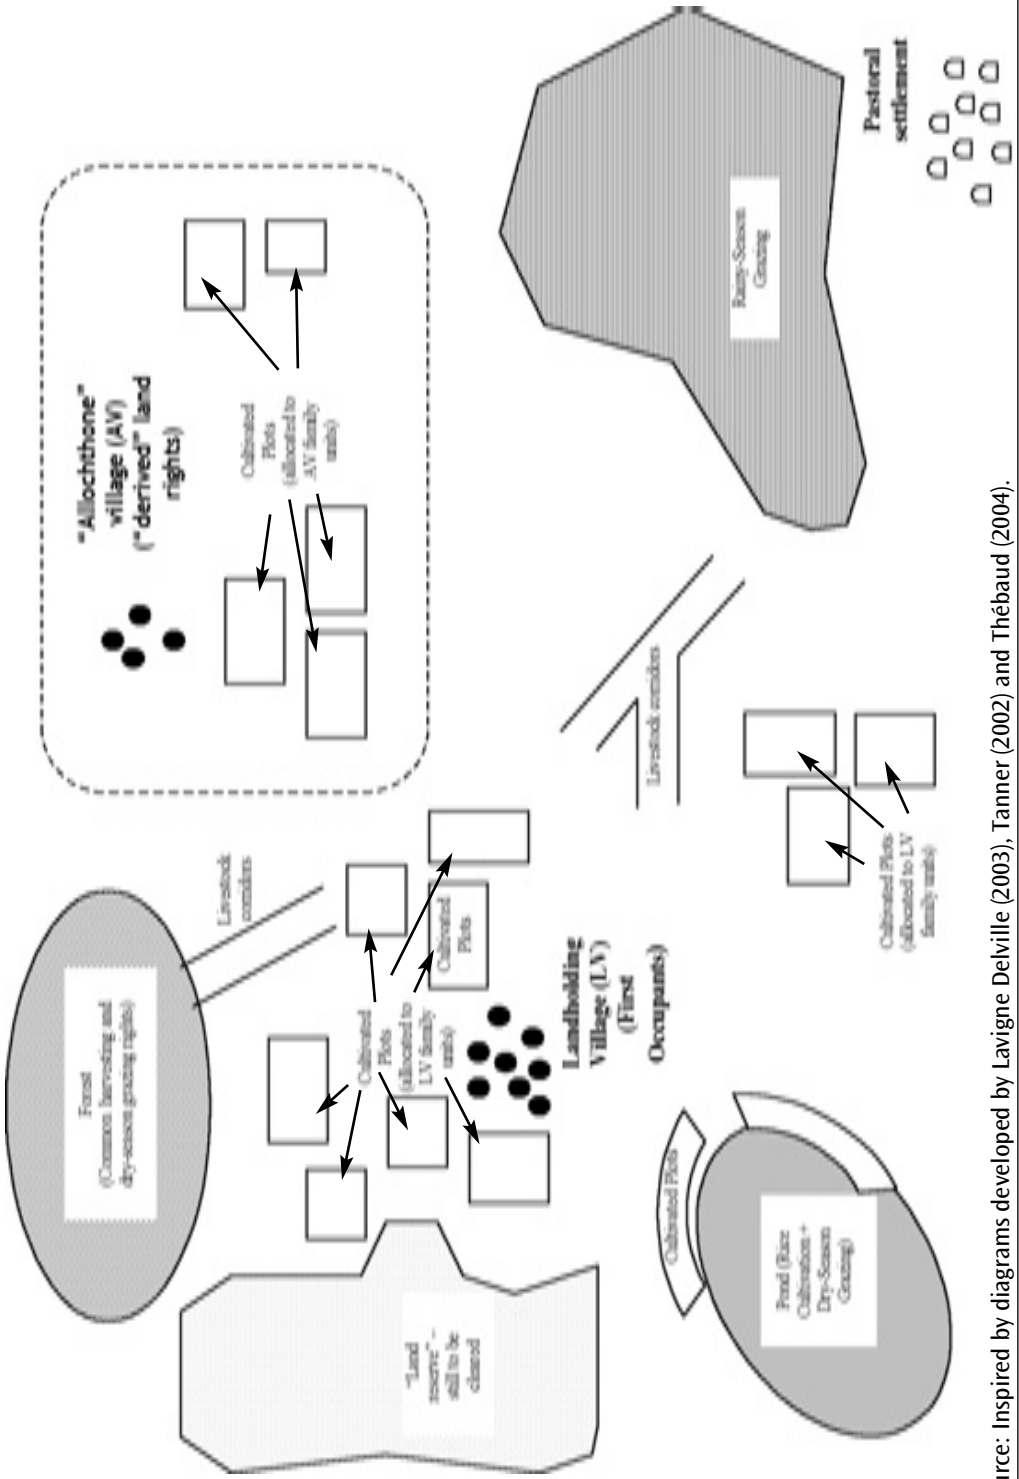 Forest
(Common harvesting and
dry-season grazing rights)
Livestock
corridors
"Allochthone"
village (AV)
("derived" land
rights)
Cultivated
Plots
(allocated to
AV family
units)
"Land
reserve" –
still to be
cleared
Cultivated
Plots
(allocated to
LV family
units)
Cultivated
Plots
Landholding
Village (LV)
(First
Occupants)
Livestock corridors
Rainy-Season
Grazing
Cultivated Plots
Pond (Rice
Cultivation +
Dry-Season
Grazing)
Cultivated Plots
(allocated to LV
family units)
Pastoral
settlement
rce: Inspired by diagrams developed by Lavigne Delville (2003), Tanner (2002) and Thébaud (2004).